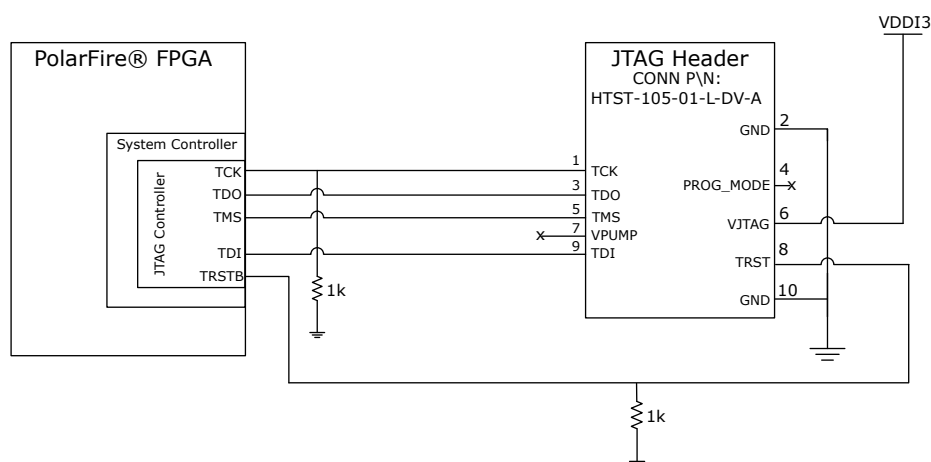 VDDI3
PolarFire® FPGA
JTAG Header
CONN P\N:
HTST-105-01-L-DV-A
System Controller
JTAG Controller
TCK
TDO
TMS
TDI
TRSTB
1
3
5
7
9
TCK
TDO
TMS
VPUMP
TDI
GND
PROG_MODE
VJTAG
TRST
GND
2
4
6
8
10
x
x
1k
1k